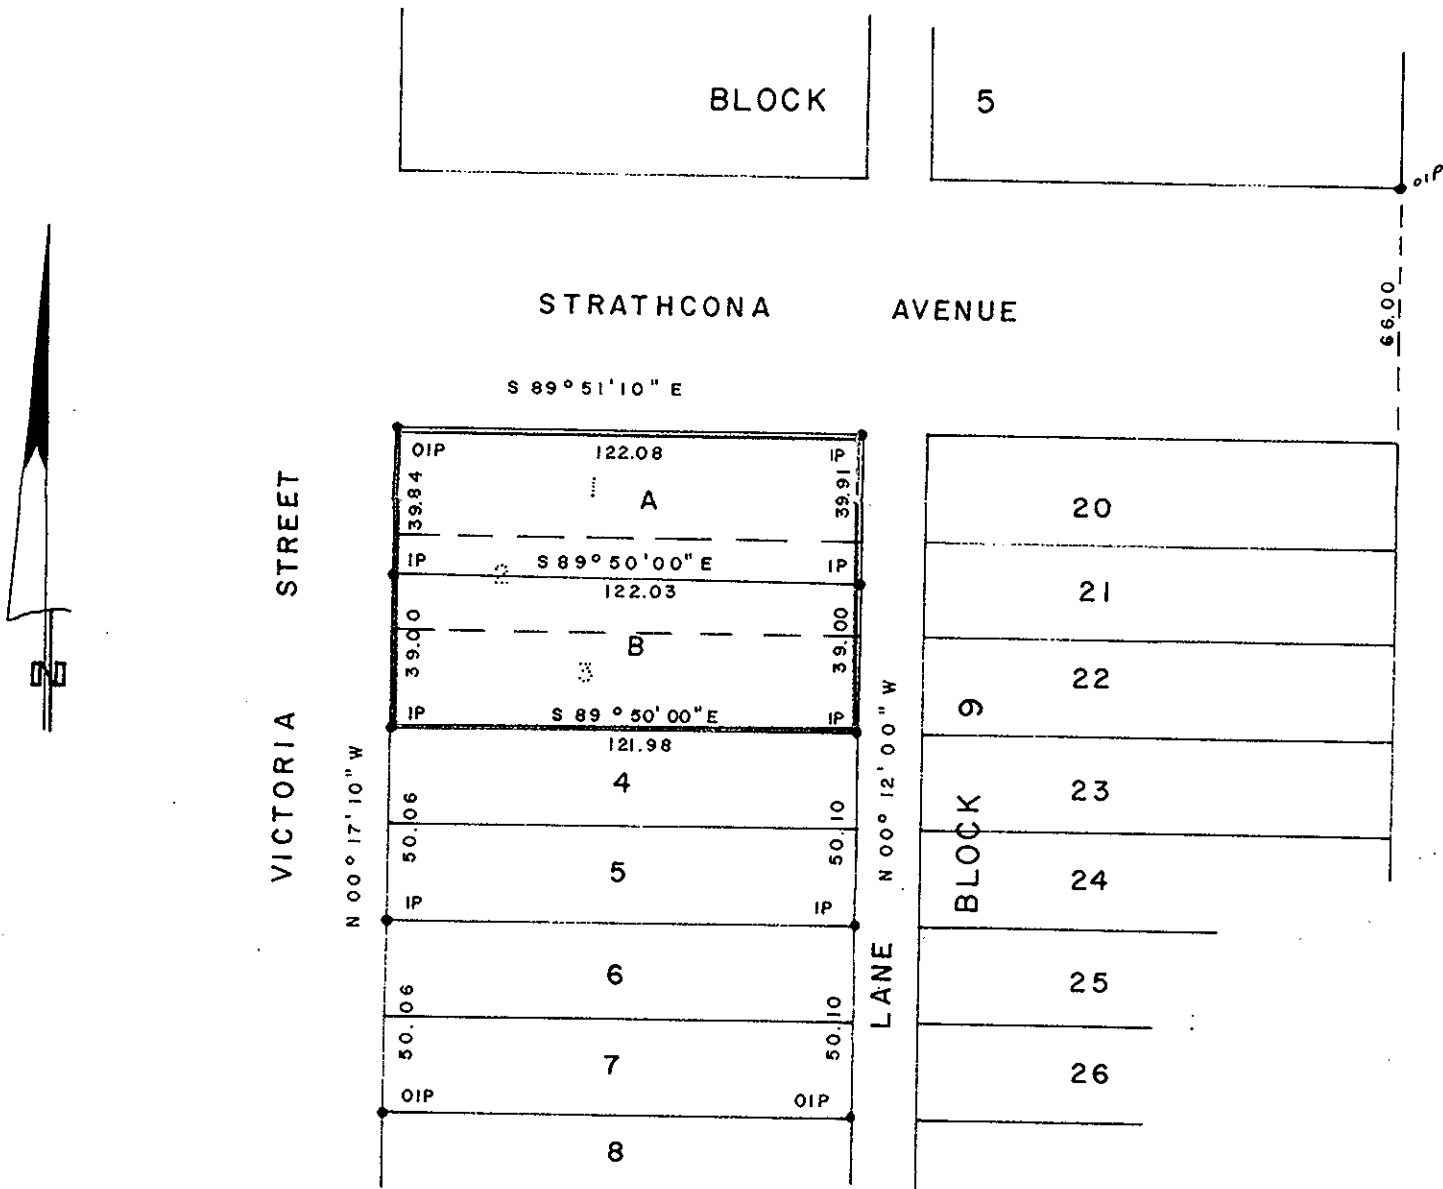 BLOCK 5
OIP
STRATHCONA AVENUE
66.00
S 89° 51' 10" E
OIP 122.08 IP
39.84
1
A
39.91
20
IP S 89° 50' 00" E IP
2
122.03
21
39.00
B
39.00
3
22
IP S 89° 50' 00" E IP
121.98
VICTORIA STREET
N 00° 17' 10" W
N 00° 12' 00" W
BLOCK 9
LANE
4
23
50.06
50.10
5
24
IP IP
6
25
50.06
50.10
7
26
OIP OIP
8
N